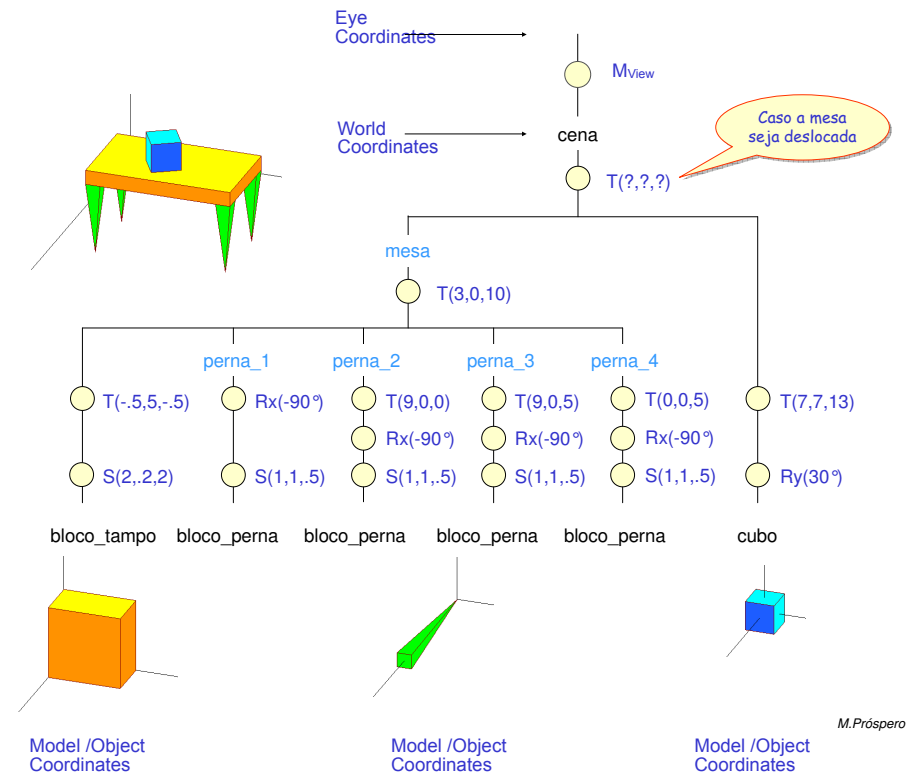 Eye
Coordinates
MView
World
Coordinates
cena
Caso a mesa
seja deslocada
T(?,?,?)
mesa
T(3,0,10)
perna_1 perna_2 perna_3 perna_4
T(-.5,5,-.5) Rx(-90°) T(9,0,0) T(9,0,5) T(0,0,5) T(7,7,13)
Rx(-90°) Rx(-90°) Rx(-90°)
S(2,.2,2) S(1,1,.5) S(1,1,.5) S(1,1,.5) S(1,1,.5) Ry(30°)
bloco_tampo bloco_perna bloco_perna bloco_perna bloco_perna cubo
M.Próspero
Model /Object
Coordinates
Model /Object
Coordinates
Model /Object
Coordinates